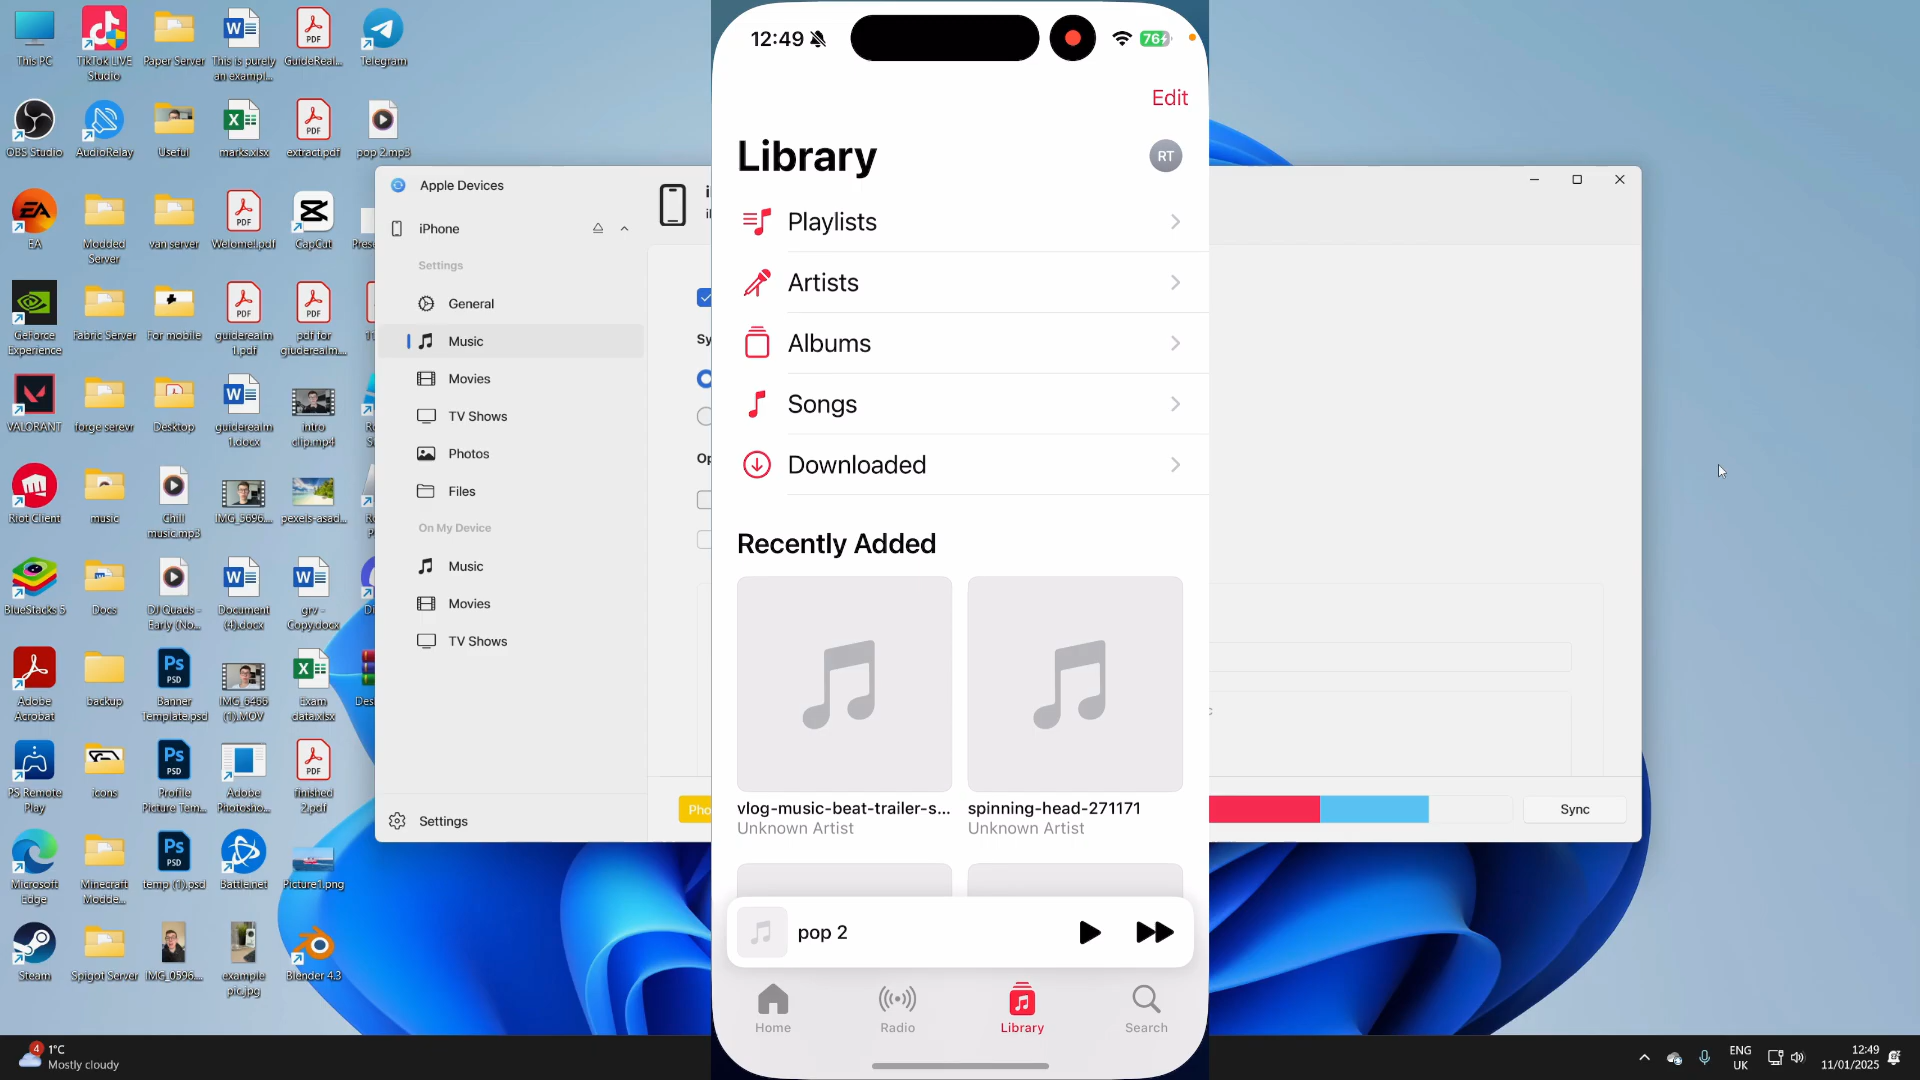 This PC
TikTok LIVE
Studio
Paper Server
This is purely
an exampl...
GuideReal...
Telegram
OBS Studio
AudioRelay
Useful
marks.xlsx
extract.pdf
pop 2.mp3
EA
Modded
Server
van server
Welome!.pdf
CapCut
GeForce
Experience
Fabric Server
For mobile
guiderealm
1.pdf
pdf for
giuderealm...
VALORANT
forge serevr
Desktop
guiderealm
1.docx
intro
clip.mp4
Riot Client
music
Chill
music.mp3
IMG_5696...
pexels-asad...
BlueStacks 5
Docs
DJ Quads -
Early (No...
Document
(4).docx
grv -
Copy.docx
Adobe
Acrobat
backup
Banner
Template.psd
IMG_6466
(1).MOV
Exam
data.xlsx
PS Remote
Play
icons
Profile
Picture Tem...
Adobe
Photosho...
finished
2.pdf
Microsoft
Edge
Minecraft
Modde...
temp (1).psd
Battle.net
Picture1.png
Steam
Spigot Server
IMG_0596....
example
pic.jpg
Blender 4.3
Apple Devices
iPhone
Settings
General
Music
Movies
TV Shows
Photos
Files
On My Device
Music
Movies
TV Shows
Settings
Sy
Op
Pho
Sync
12:49
76
Edit
Library
RT
Playlists
Artists
Albums
Songs
Downloaded
Recently Added
vlog-music-beat-trailer-s...
Unknown Artist
spinning-head-271171
Unknown Artist
pop 2
Home
Radio
Library
Search
4
1°C
Mostly cloudy
ENG
UK
12:49
11/01/2025